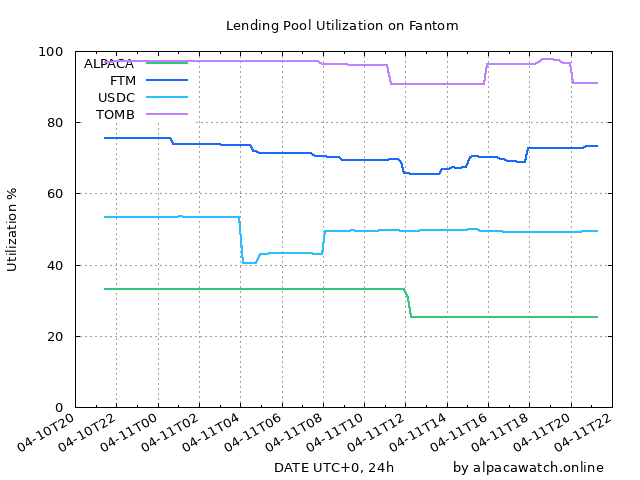 Lending Pool Utilization on Fantom
Utilization %
100
80
60
40
20
0
ALPACA
FTM
USDC
TOMB
04-10T20
04-10T22
04-11T00
04-11T02
04-11T04
04-11T06
04-11T08
04-11T10
04-11T12
04-11T14
04-11T16
04-11T18
04-11T20
04-11T22
DATE UTC+0, 24h
by alpacawatch.online